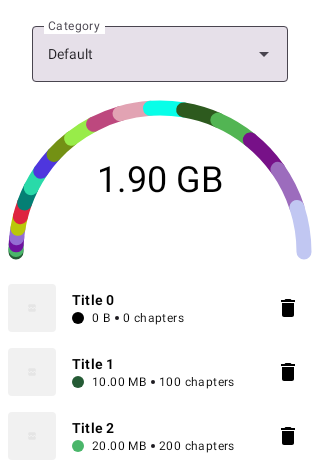 Category
Default
1.90 GB
Title 0
0 B • 0 chapters
Title 1
10.00 MB • 100 chapters
Title 2
20.00 MB • 200 chapters